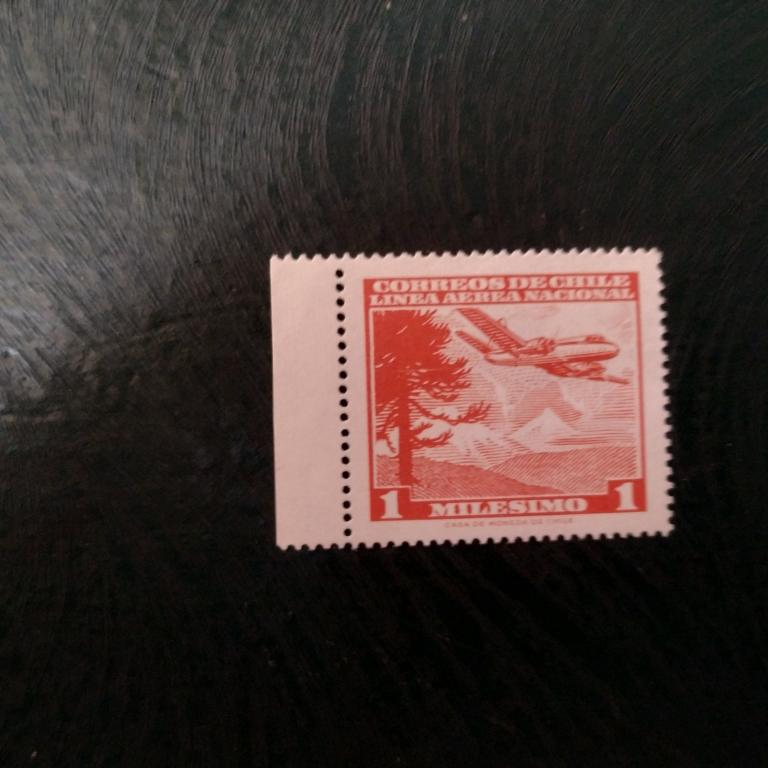 CORREOS DE CHILE
LINEA AEREA NACIONAL
1 MILESIMO 1
CASA DE MONEDA DE CHILE